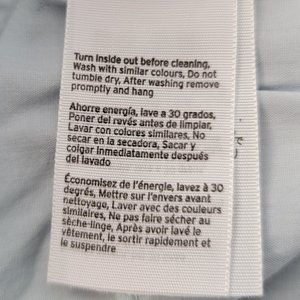 Turn inside out before cleaning,
Wash with similar colours, Do not
tumble dry, After washing remove
promptly and hang
Ahorre energía, lave a 30 grados,
Poner del revés antes de limpiar,
Lavar con colores similares, No
secar en la secadora, Sacar y
colgar inmediatamente después
del lavado
Économisez de l'énergie, lavez à 30
degrés, Mettre sur l'envers avant
nettoyage, Laver avec des couleurs
similaires, Ne pas faire sécher au
sèche-linge, Après avoir lavé le
vêtement, le sortir rapidement et
le suspendre